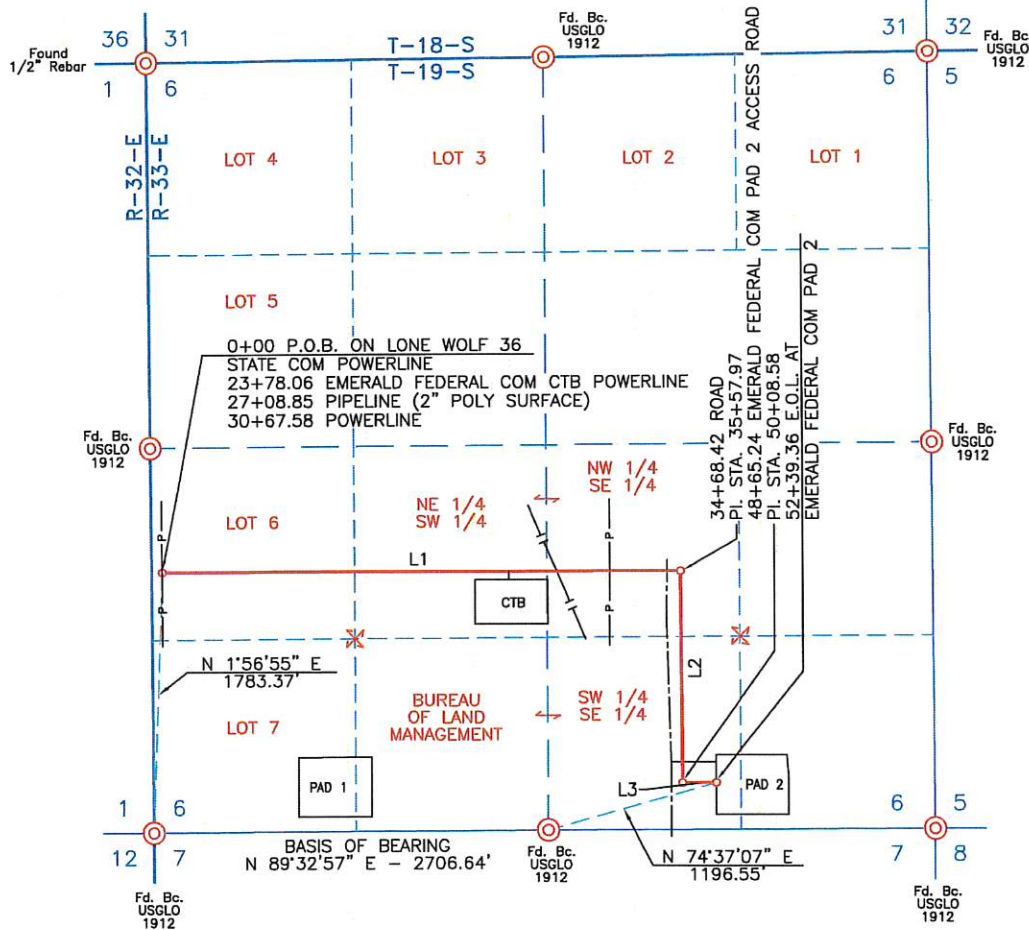 Fd. Bc.
USGLO
1912
36
31
31
32
Found
1/2" Rebar
T-18-S
T-19-S
Fd. Bc.
USGLO
1912
1
6
6
5
R-32-E
R-33-E
LOT 4
LOT 3
LOT 2
LOT 1
LOT 5
0+00 P.O.B. ON LONE WOLF 36
STATE COM POWERLINE
23+78.06 EMERALD FEDERAL COM CTB POWERLINE
27+08.85 PIPELINE (2" POLY SURFACE)
30+67.58 POWERLINE
34+68.42 ROAD
PI. STA. 35+57.97
48+65.24 EMERALD FEDERAL COM PAD 2 ACCESS ROAD
PI. STA. 50+08.58
52+39.36 E.O.L. AT
EMERALD FEDERAL COM PAD 2
Fd. Bc.
USGLO
1912
Fd. Bc.
USGLO
1912
NW 1/4
SE 1/4
NE 1/4
SW 1/4
LOT 6
P
P
P
P
L1
CTB
L2
N 1°56'55" E
1783.37'
BUREAU
OF LAND
MANAGEMENT
SW 1/4
SE 1/4
LOT 7
PAD 1
L3
PAD 2
1
6
6
5
12
7
7
8
BASIS OF BEARING
N 89°32'57" E - 2706.64'
Fd. Bc.
USGLO
1912
N 74°37'07" E
1196.55'
Fd. Bc.
USGLO
1912
Fd. Bc.
USGLO
1912